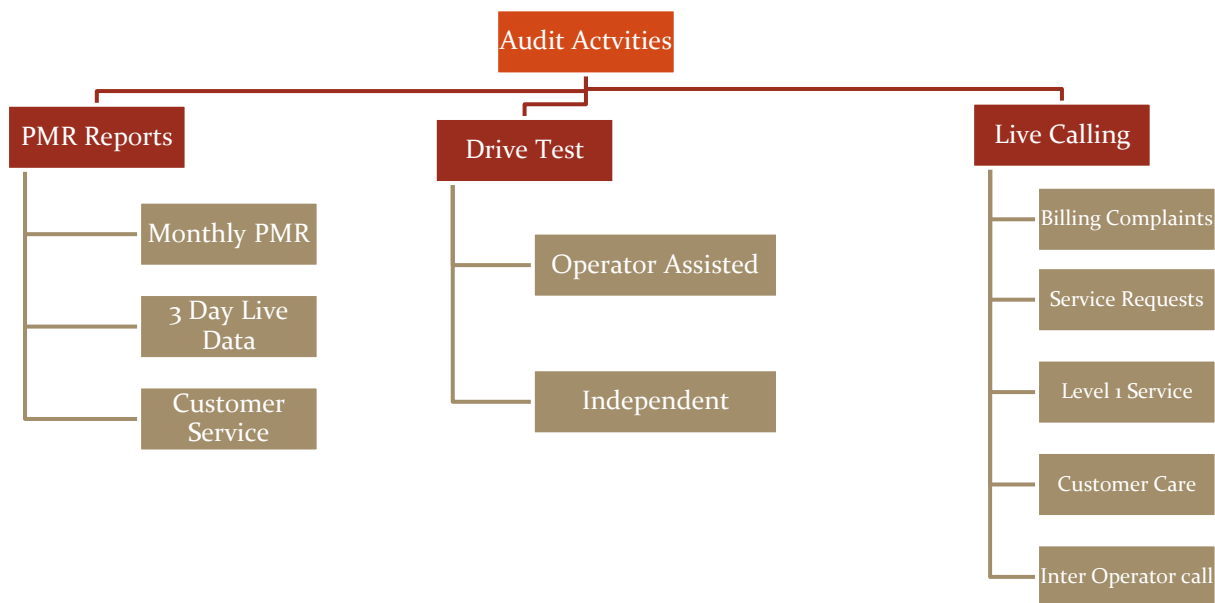 Audit Actvities
PMR Reports
Monthly PMR
3 Day Live
Data
Customer
Service
Drive Test
Operator Assisted
Independent
Live Calling
Billing Complaints
Service Requests
Level 1 Service
Customer Care
Inter Operator call